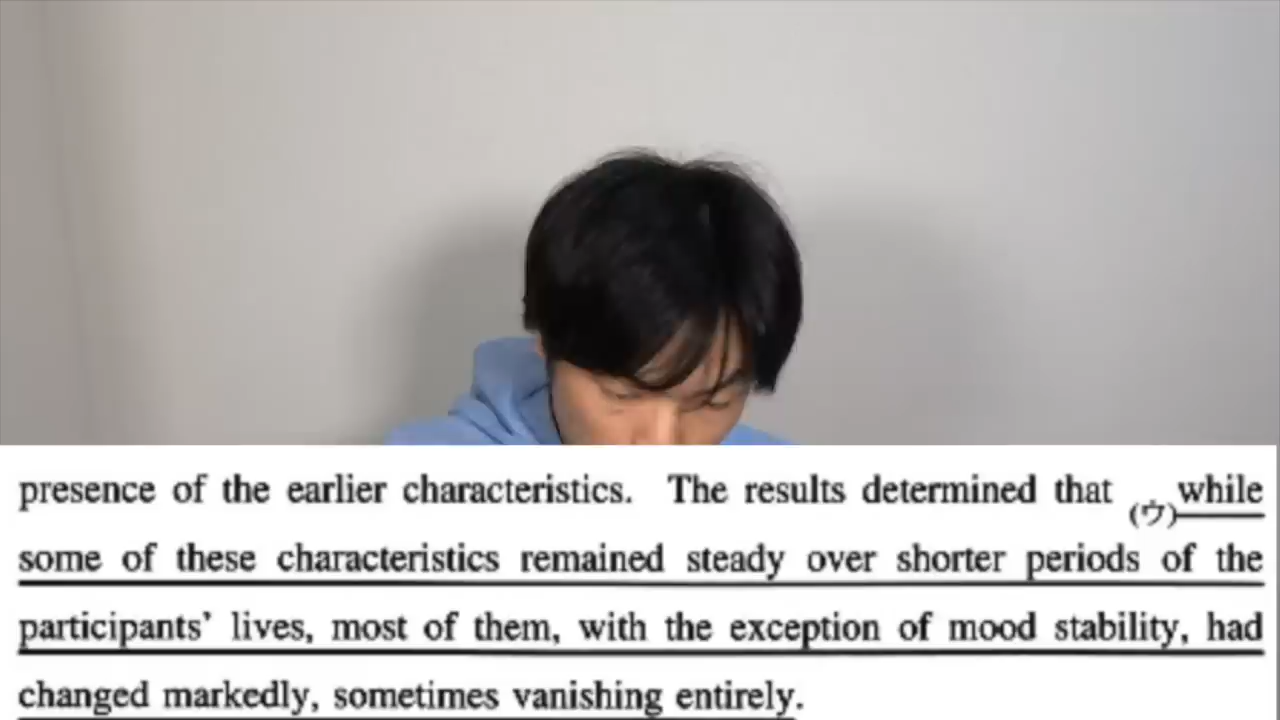 presence of the earlier characteristics. The results determined that (ウ)while
some of these characteristics remained steady over shorter periods of the
participants' lives, most of them, with the exception of mood stability, had
changed markedly, sometimes vanishing entirely.